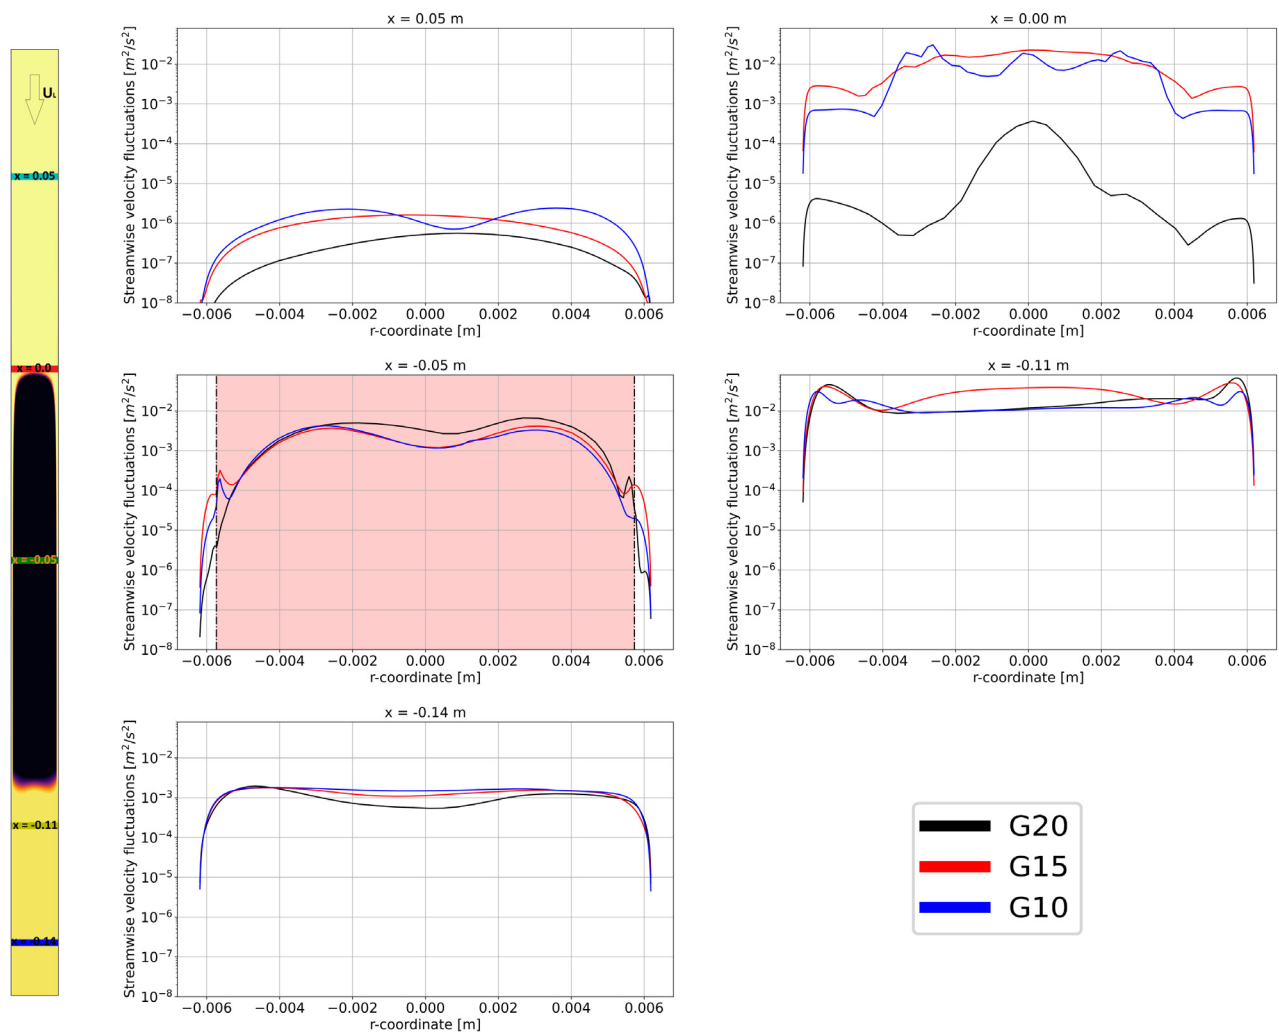 U_L
x = 0.05
x = 0.0
x = -0.05
x = -0.11
x = -0.14
x = 0.05 m
Streamwise velocity fluctuations [m²/s²]
10⁻²
10⁻³
10⁻⁴
10⁻⁵
10⁻⁶
10⁻⁷
10⁻⁸
−0.006 −0.004 −0.002 0.000 0.002 0.004 0.006
r-coordinate [m]
x = 0.00 m
Streamwise velocity fluctuations [m²/s²]
10⁻²
10⁻³
10⁻⁴
10⁻⁵
10⁻⁶
10⁻⁷
10⁻⁸
−0.006 −0.004 −0.002 0.000 0.002 0.004 0.006
r-coordinate [m]
x = -0.05 m
Streamwise velocity fluctuations [m²/s²]
10⁻²
10⁻³
10⁻⁴
10⁻⁵
10⁻⁶
10⁻⁷
10⁻⁸
−0.006 −0.004 −0.002 0.000 0.002 0.004 0.006
r-coordinate [m]
x = -0.11 m
Streamwise velocity fluctuations [m²/s²]
10⁻²
10⁻³
10⁻⁴
10⁻⁵
10⁻⁶
10⁻⁷
10⁻⁸
−0.006 −0.004 −0.002 0.000 0.002 0.004 0.006
r-coordinate [m]
x = -0.14 m
Streamwise velocity fluctuations [m²/s²]
10⁻²
10⁻³
10⁻⁴
10⁻⁵
10⁻⁶
10⁻⁷
10⁻⁸
−0.006 −0.004 −0.002 0.000 0.002 0.004 0.006
r-coordinate [m]
G20
G15
G10